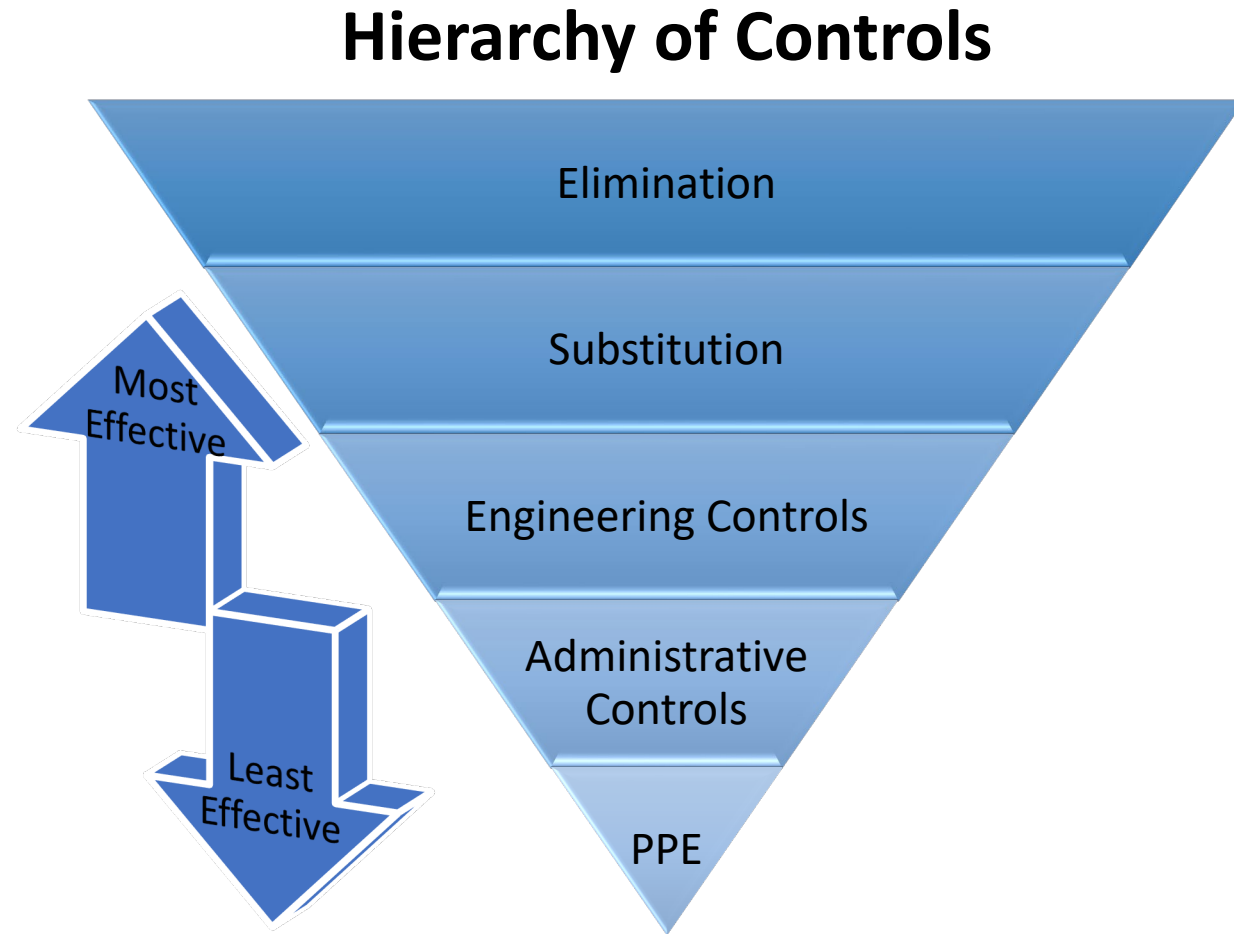 Hierarchy of Controls
Elimination
Substitution
Most
Effective
Engineering Controls
Administrative
Controls
Least
Effective
PPE